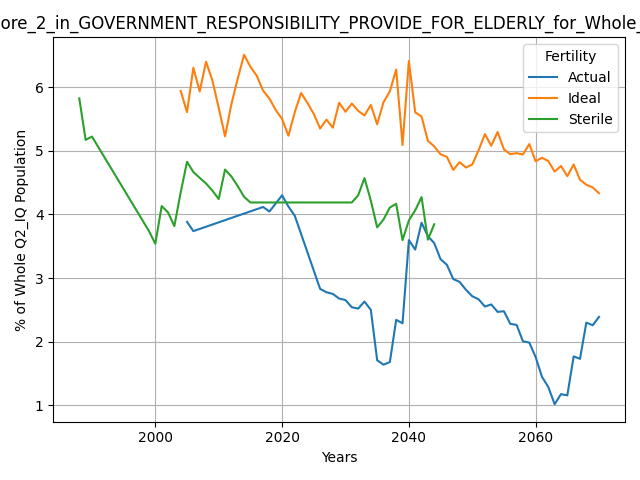 ore_2_in_GOVERNMENT_RESPONSIBILITY_PROVIDE_FOR_ELDERLY_for_Whole_
Fertility
Actual
Ideal
Sterile
% of Whole Q2_IQ Population
6
5
4
3
2
1
2000 2020 2040 2060
Years